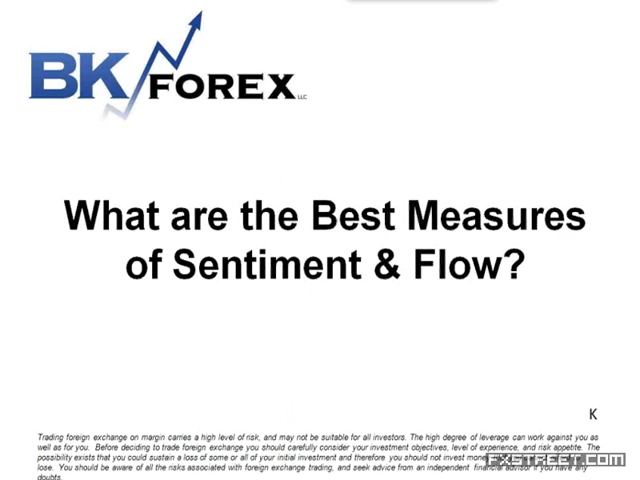 BK FOREX LLC
What are the Best Measures
of Sentiment & Flow?
K
Trading foreign exchange on margin carries a high level of risk, and may not be suitable for all investors. The high degree of leverage can work against you as
well as for you. Before deciding to trade foreign exchange you should carefully consider your investment objectives, level of experience, and risk appetite. The
possibility exists that you could sustain a loss of some or all of your initial investment and therefore you should not invest
lose. You should be aware of all the risks associated with foreign exchange trading, and seek advice from an independent financial advisor if you have any
doubts.
FXSTREET.COM